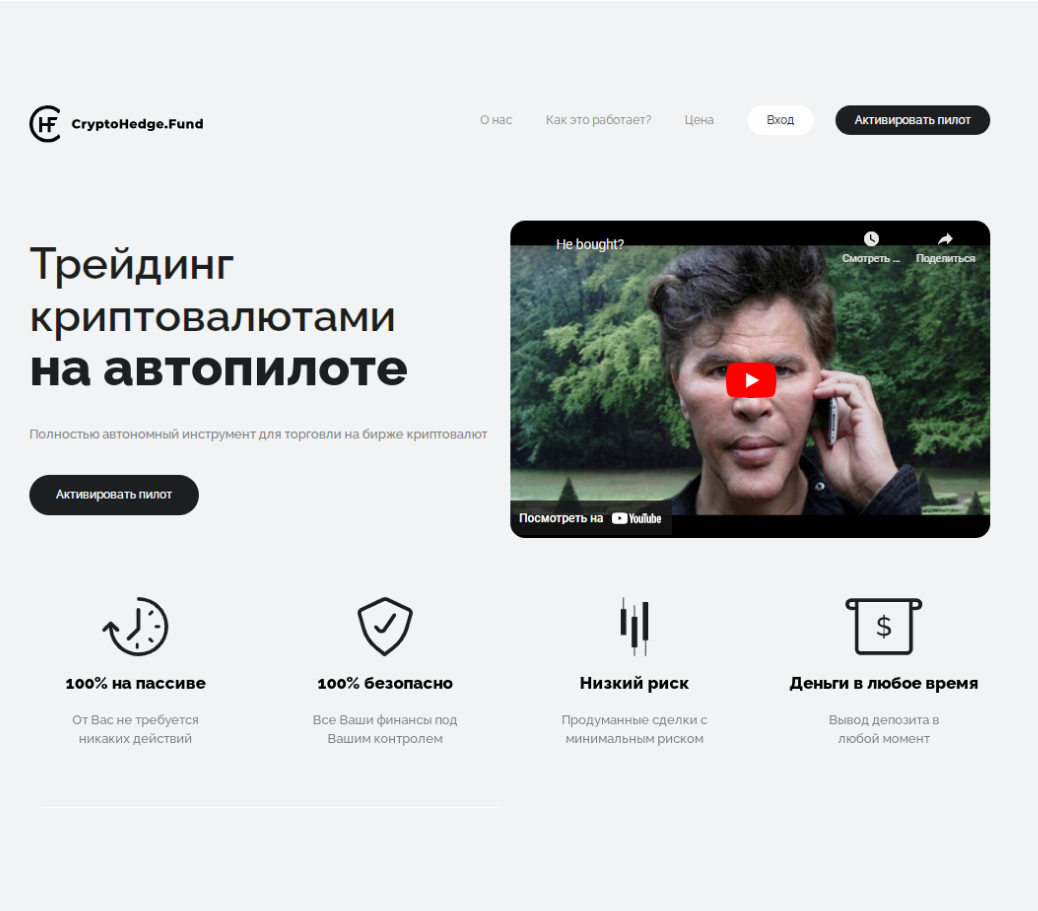 CryptoHedge.Fund
О нас
Как это работает?
Цена
Вход
Активировать пилот
Трейдинг
криптовалютами
на автопилоте
Полностью автономный инструмент для торговли на бирже криптовалют
Активировать пилот
He bought?
Смотреть ...
Поделиться
Посмотреть на YouTube
100% на пассиве
От Вас не требуется
никаких действий
100% безопасно
Все Ваши финансы под
Вашим контролем
Низкий риск
Продуманные сделки с
минимальным риском
$
Деньги в любое время
Вывод депозита в
любой момент